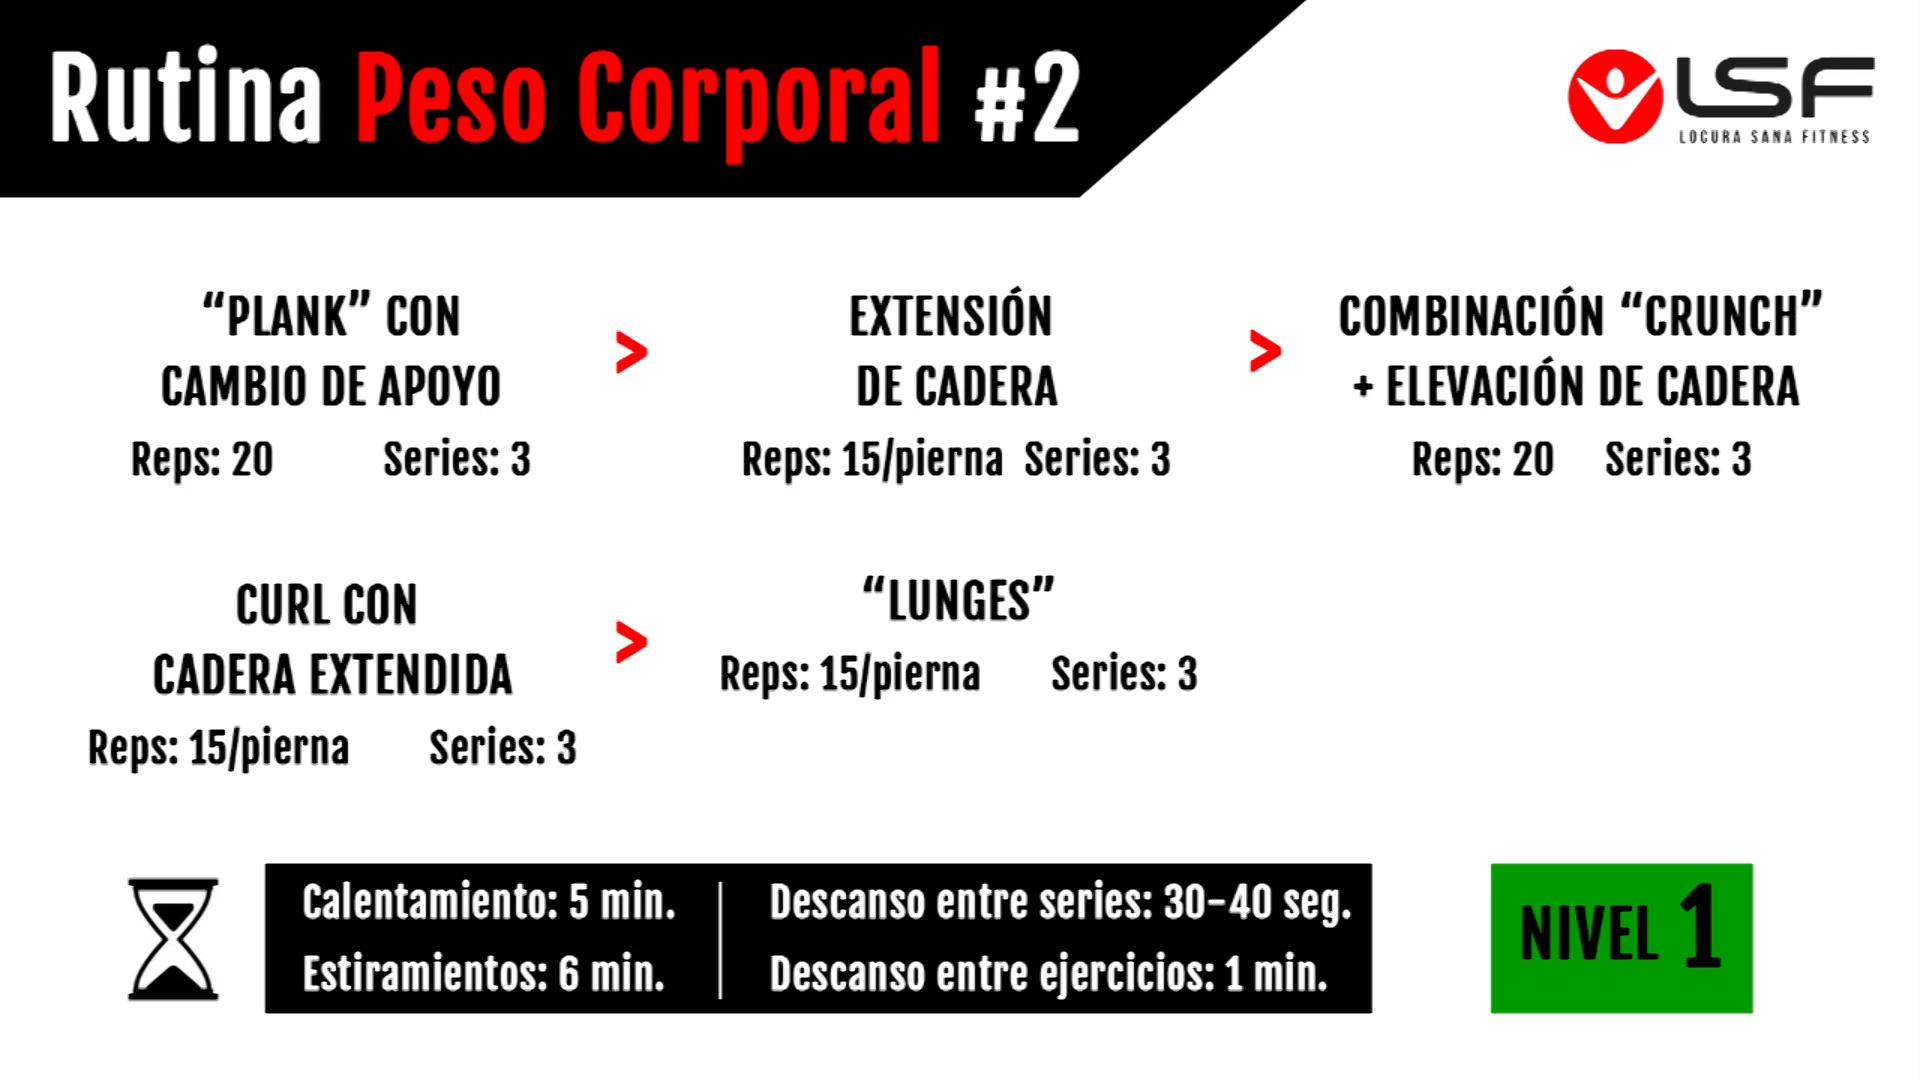 Rutina Peso Corporal #2
LSF
LOCURA SANA FITNESS
“PLANK” CON
CAMBIO DE APOYO
Reps: 20 Series: 3
>
EXTENSIÓN
DE CADERA
Reps: 15/pierna Series: 3
>
COMBINACIÓN “CRUNCH”
+ ELEVACIÓN DE CADERA
Reps: 20 Series: 3
CURL CON
CADERA EXTENDIDA
Reps: 15/pierna Series: 3
>
“LUNGES”
Reps: 15/pierna Series: 3
Calentamiento: 5 min.
Estiramientos: 6 min.
Descanso entre series: 30-40 seg.
Descanso entre ejercicios: 1 min.
NIVEL 1